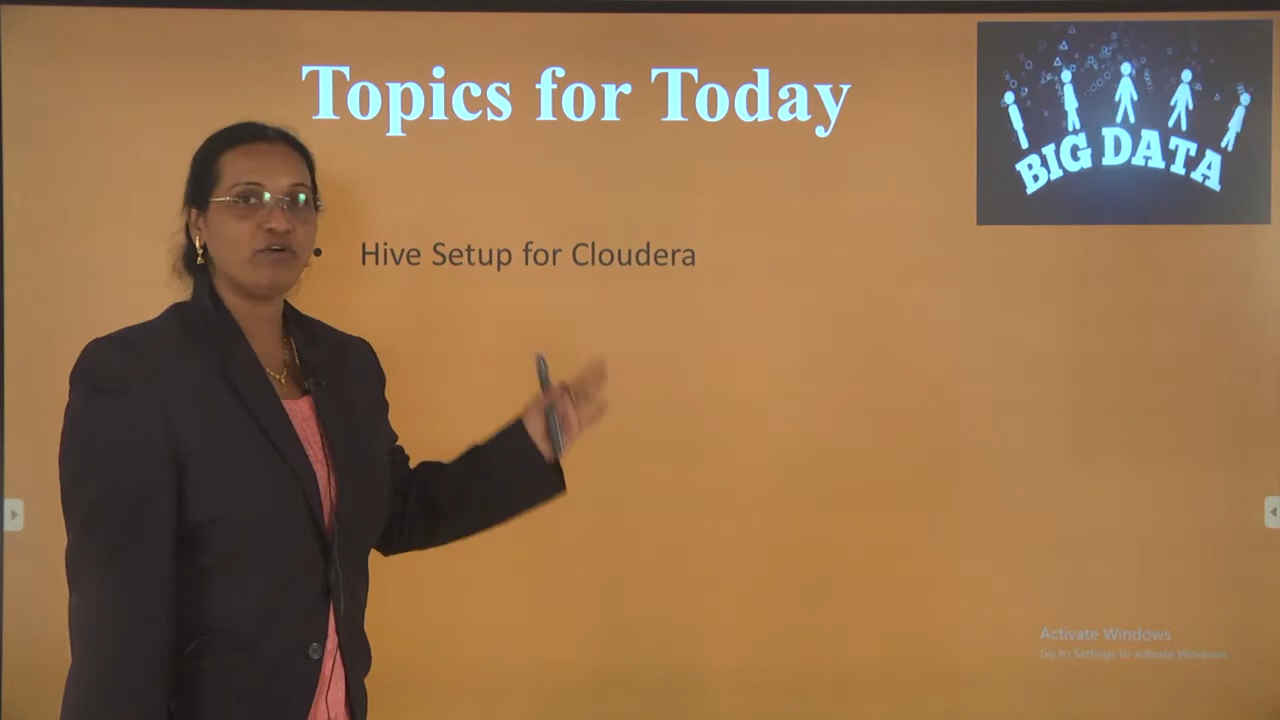 Topics for Today
BIG DATA
Hive Setup for Cloudera
Activate Windows
Go to Settings to activate Windows.